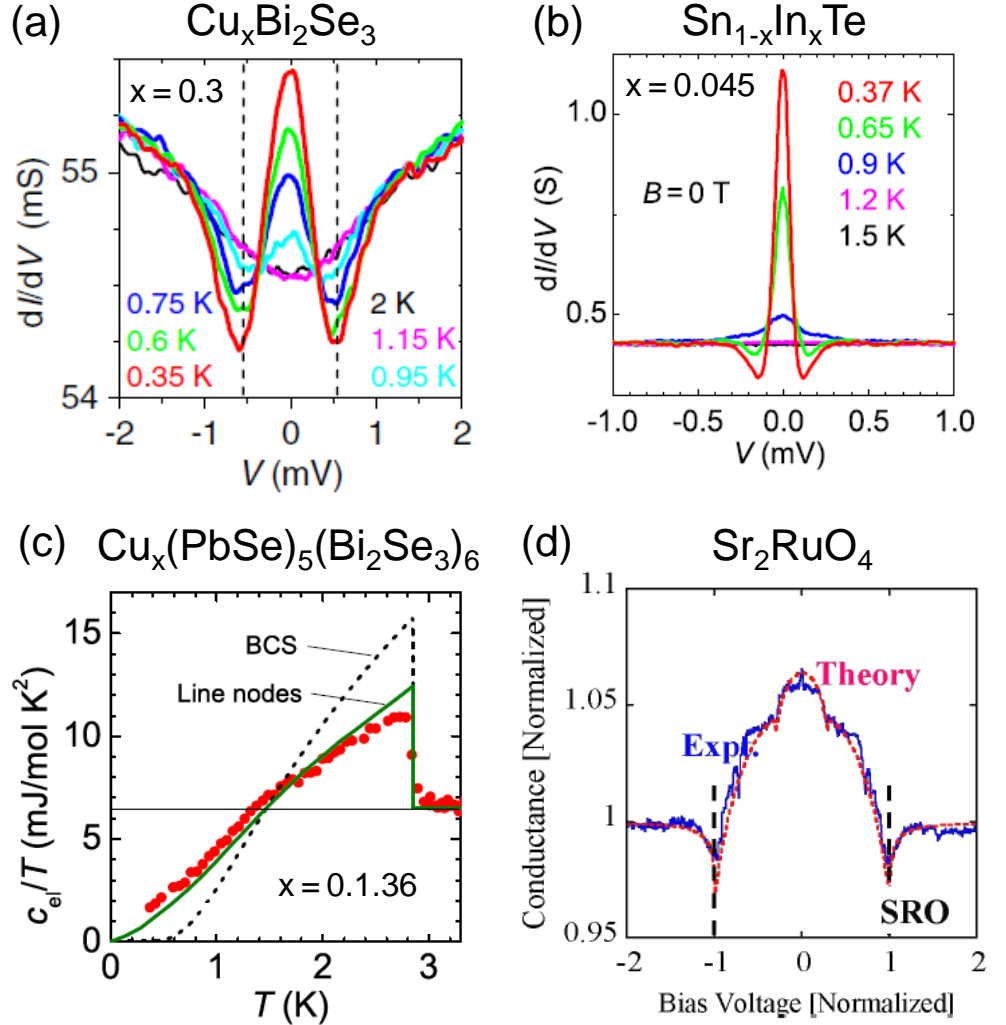 (a) CuxBi2Se3
x = 0.3
55
54
dI/dV (mS)
0.75 K
0.6 K
0.35 K
2 K
1.15 K
0.95 K
-2 -1 0 1 2
V (mV)
(b) Sn1-xInxTe
x = 0.045
B = 0 T
0.37 K
0.65 K
0.9 K
1.2 K
1.5 K
1.0
0.5
dI/dV (S)
-1.0 -0.5 0.0 0.5 1.0
V (mV)
(c) Cux(PbSe)5(Bi2Se3)6
15
10
5
0
cel/T (mJ/mol K2)
BCS
Line nodes
x = 0.1.36
0 1 2 3
T (K)
(d) Sr2RuO4
1.1
1.05
1
0.95
Conductance [Normalized]
Theory
Expt.
SRO
-2 -1 0 1 2
Bias Voltage [Normalized]